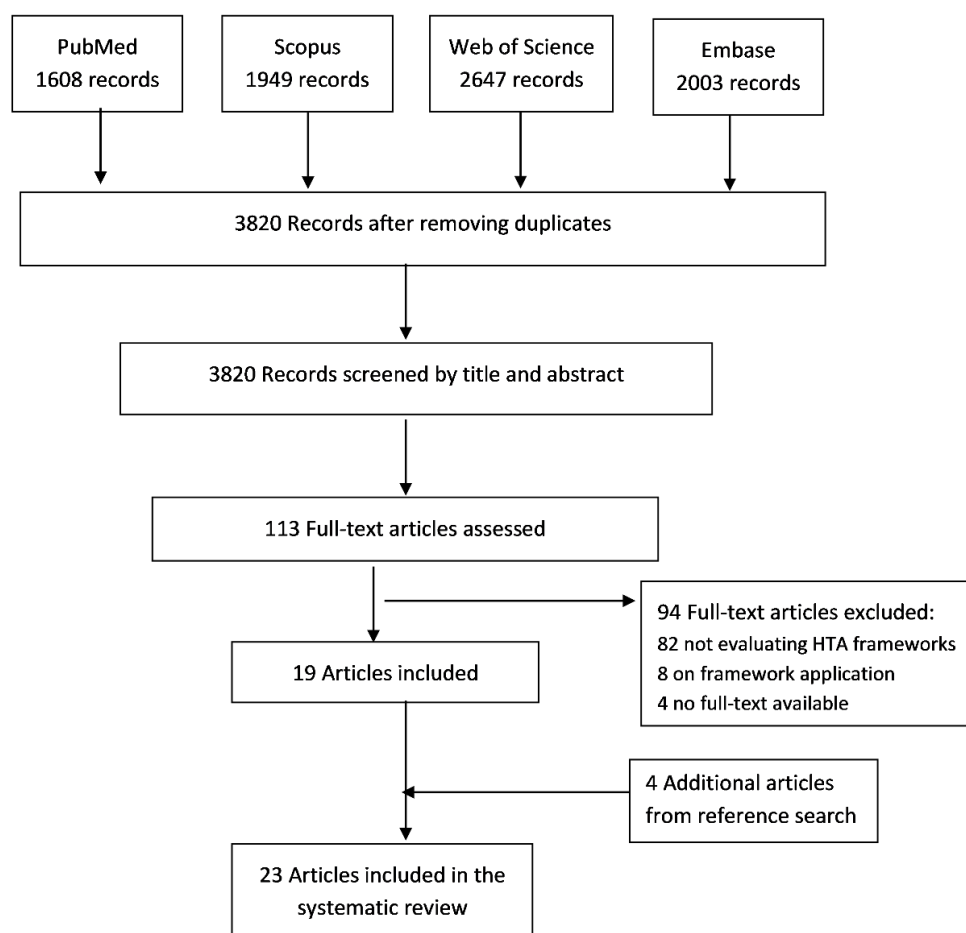 PubMed
1608 records
Scopus
1949 records
Web of Science
2647 records
Embase
2003 records
3820 Records after removing duplicates
3820 Records screened by title and abstract
113 Full-text articles assessed
94 Full-text articles excluded:
82 not evaluating HTA frameworks
8 on framework application
4 no full-text available
19 Articles included
4 Additional articles
from reference search
23 Articles included in the
systematic review